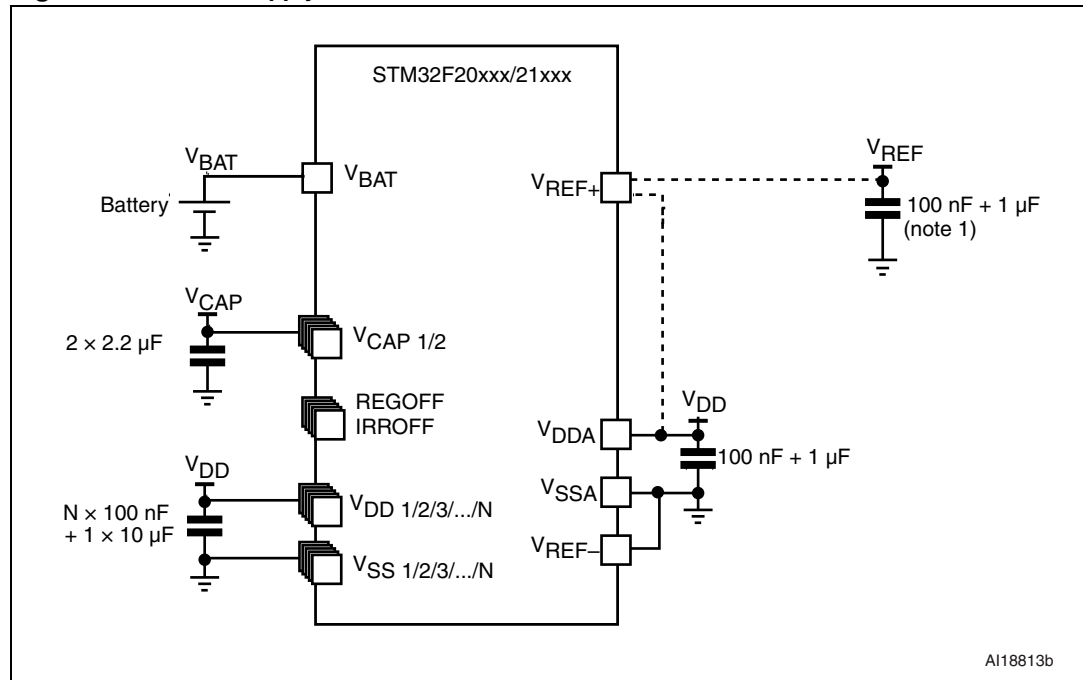 STM32F20xxx/21xxx
VBAT
Battery
VBAT
VREF+
VREF
100 nF + 1 µF
(note 1)
VCAP
2 × 2.2 µF
VCAP 1/2
REGOFF
IRROFF
VDD
N × 100 nF
+ 1 × 10 µF
VDD 1/2/3/.../N
VSS 1/2/3/.../N
VDDA
VDD
100 nF + 1 µF
VSSA
VREF–
AI18813b